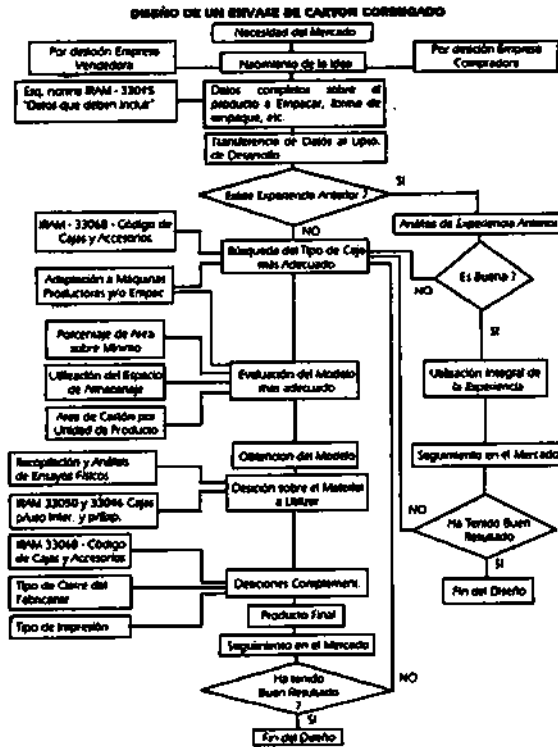 DISEÑO DE UN ENVASE DE CARTON CORRUGADO
Necesidad del Mercado
Por desición Empresa
Vendedora
Nacimiento de la Idea
Por desición Empresa
Compradora
Esq. norma IRAM - 33045
"Datos que deben incluir"
Datos completos sobre el
producto a Empacar, forma de
empaque, etc.
Transferencia de Datos al Dpto.
de Desarrollo
Existe Experiencia Anterior ?
SI
NO
Análisis de Experiencia Anterior
IRAM - 33068 - Código de
Cajas y Accesorios
Búsqueda del Tipo de Caja
más Adecuado
Es Buena ?
NO
SI
Adaptación a Máquinas
Productoras y/o Empac.
Porcentaje de Area
sobre Mínimo
Utilización del Espacio
de Almacenaje
Area de Cartón por
Unidad de Producto
Evaluación del Modelo
más adecuado
Utilización Integral de
la Experiencia
Obtención del Modelo
Seguimiento en el Mercado
Recopilación y Análisis
de Ensayos Físicos
IRAM 33050 y 33046 Cajas
p/uso Inter. y p/Exp.
Desición sobre el Material
a Utilizar
NO
Ha Tenido Buen
Resultado
SI
Fin del Diseño
IRAM 33068 - Código
de Cajas y Accesorios
Tipo de Cierre del
Fabricante
Tipo de Impresión
Desiciones Complement.
Producto Final
Seguimiento en el Mercado
Ha tenido
Buen Resultado
?
NO
SI
Fin del Diseño